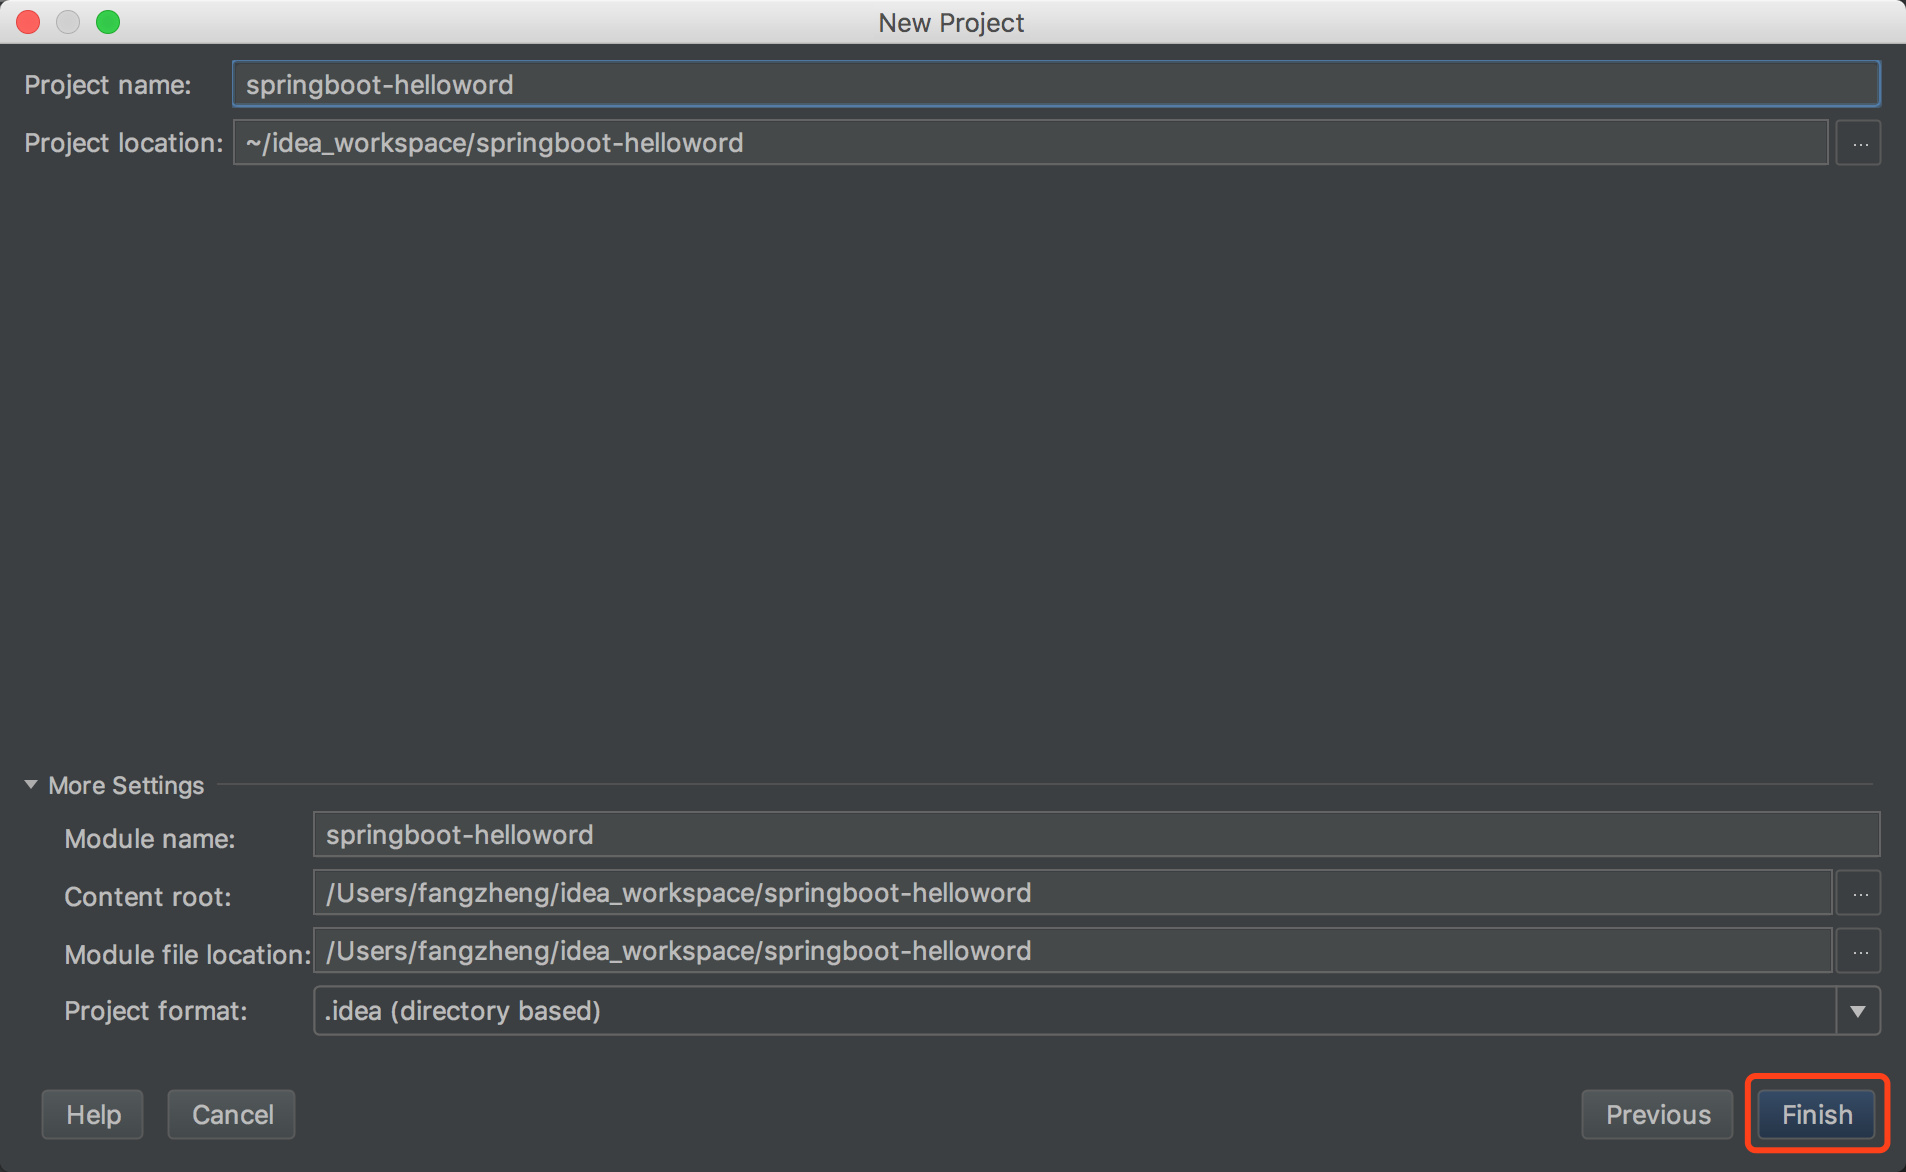 New Project
Project name: springboot-helloword
Project location: ~/idea_workspace/springboot-helloword ...
More Settings
Module name: springboot-helloword
Content root: /Users/fangzheng/idea_workspace/springboot-helloword ...
Module file location: /Users/fangzheng/idea_workspace/springboot-helloword ...
Project format: .idea (directory based)
Help Cancel Previous Finish